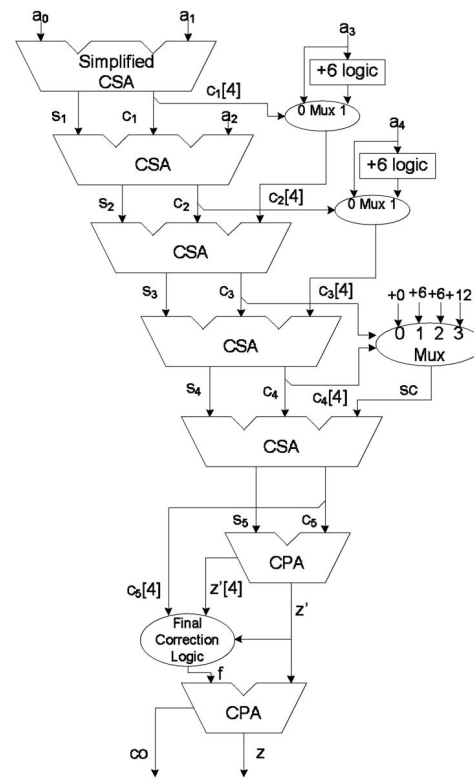 a₀ a₁ a₃
Simplified
CSA
+6 logic
c₁[4]
0 Mux 1
s₁ c₁ a₂ a₄
CSA
+6 logic
s₂ c₂ c₂[4]
0 Mux 1
CSA
s₃ c₃ c₃[4]
+0 +6 +6 +12
0 1 2 3
Mux
CSA
s₄ c₄ c₄[4] sc
CSA
s₅ c₅
CPA
c₅[4] z'[4] z'
Final
Correction
Logic
f
CPA
co z